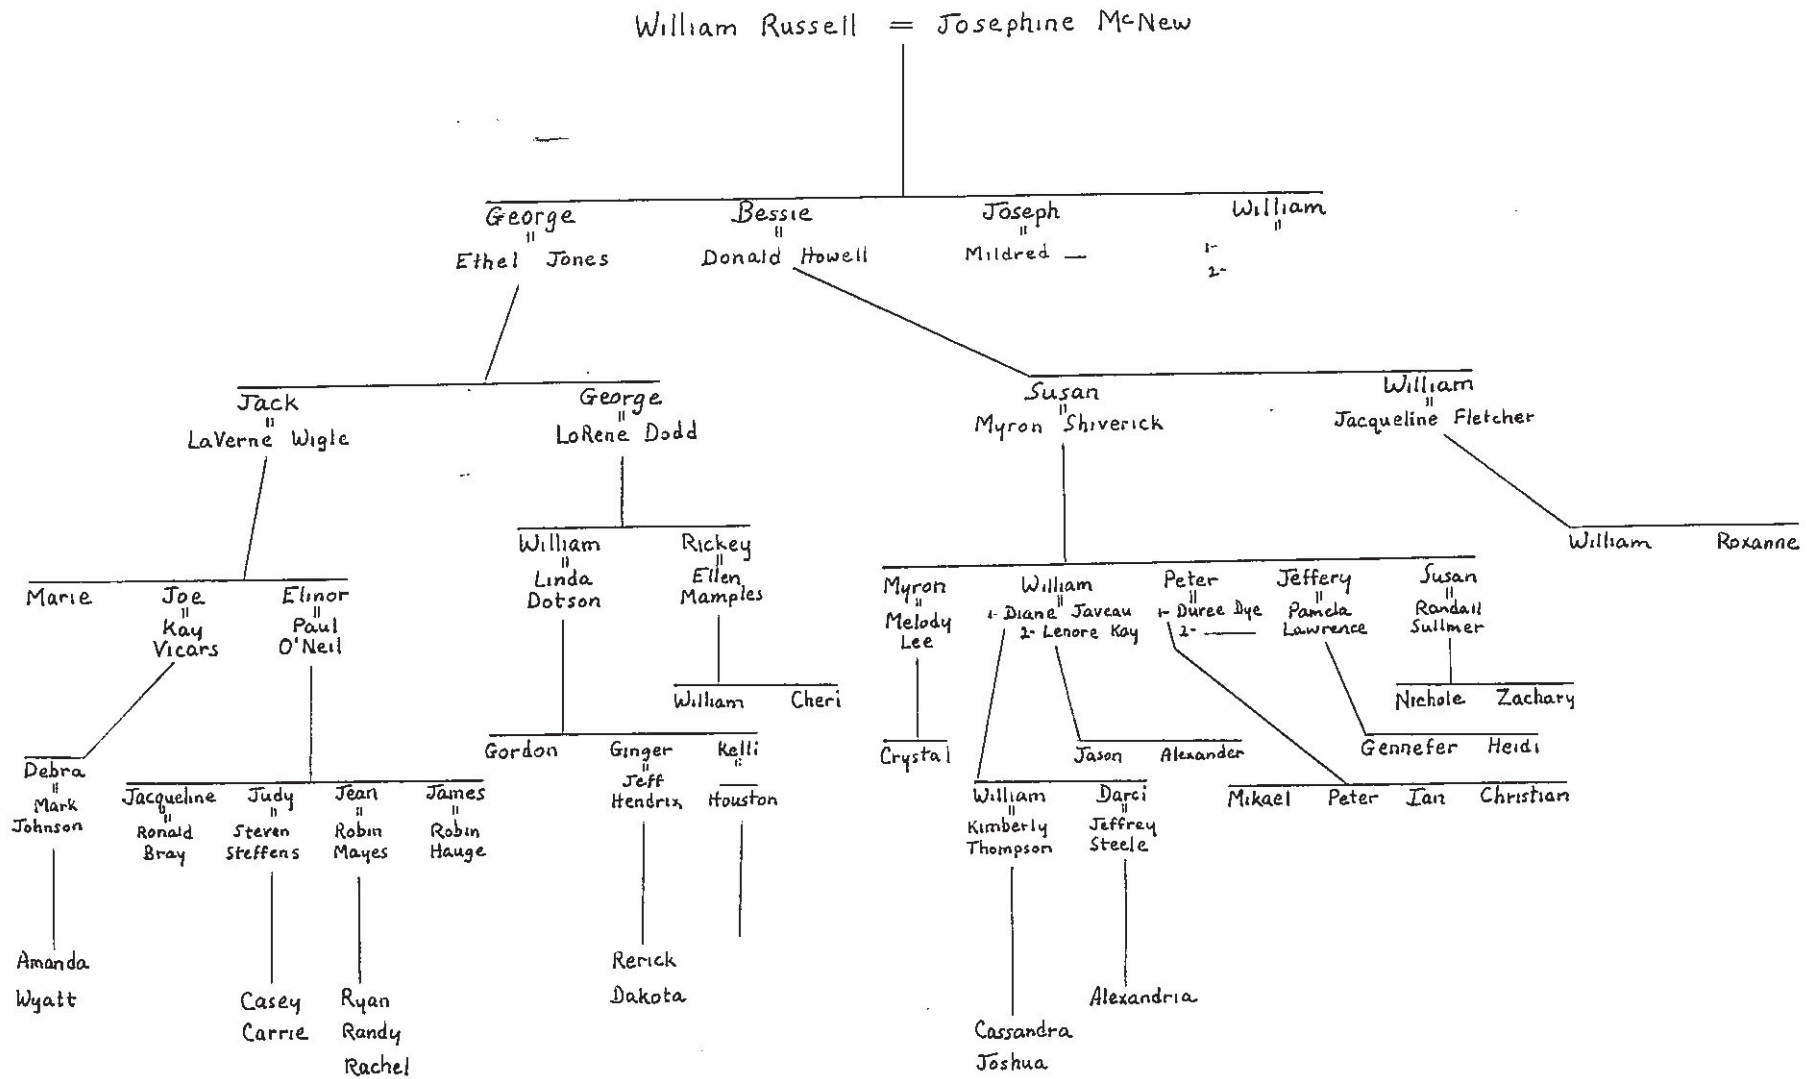 William Russell = Josephine McNew
George Bessie Joseph William
Ethel Jones Donald Howell Mildred — 1-
2-
Jack George Susan William
LaVerne Wigle LoRene Dodd Myron Shiverick Jacqueline Fletcher
William Rickey William Roxanne
Linda Dotson Ellen Mamples
Marie Joe Elinor Myron William Peter Jeffery Susan
Kay Vicars Paul O'Neil Melody Lee 1- Diane Javeau 1- Duree Dye Pamela Lawrence Randall Sullmer
2- Lenore Kay 2- —
William Cheri Nichole Zachary
Gordon Ginger Kelli Crystal Jason Alexander Gennefer Heidi
Jeff Hendrix — Houston
Debra Jacqueline Judy Jean James William Darci Mikael Peter Ian Christian
Mark Johnson Ronald Bray Steven Steffens Robin Mayes Robin Hauge Kimberly Thompson Jeffrey Steele
Amanda Rerick
Wyatt Casey Ryan Dakota Alexandria
Carrie Randy Cassandra
Rachel Joshua